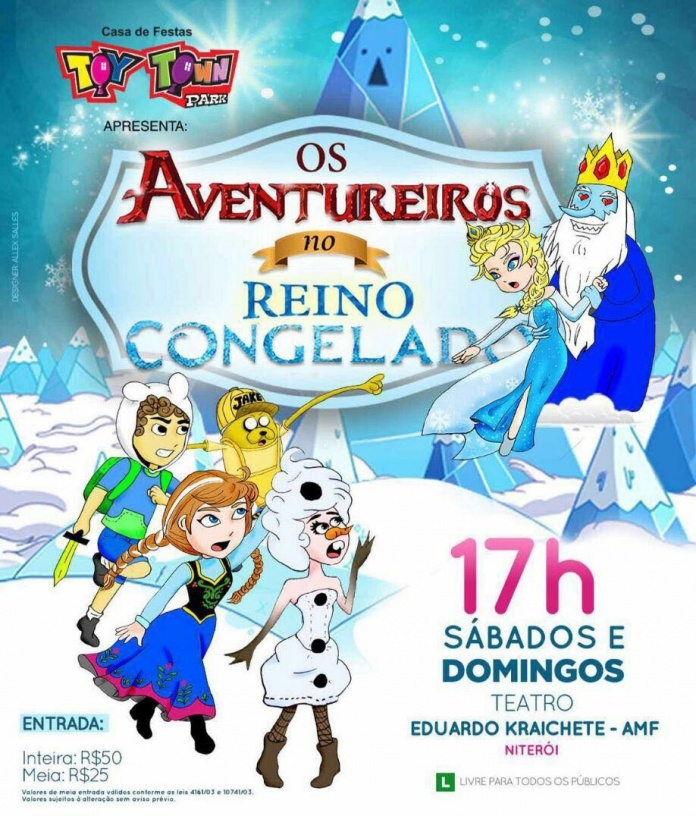 Casa de Festas
TOY TOWN
PARK
APRESENTA:
OS
AVENTUREIROS
no
REINO
CONGELADO
DESIGNER: ALLEX SALLES
JAKE
17h
SÁBADOS E
DOMINGOS
TEATRO
EDUARDO KRAICHETE - AMF
NITERÓI
L LIVRE PARA TODOS OS PÚBLICOS
ENTRADA:
Inteira: R$50
Meia: R$25
Valores de meia entrada válidos conforme as leis 4161/03 e 10741/03.
Valores sujeitos à alteração sem aviso prévio.